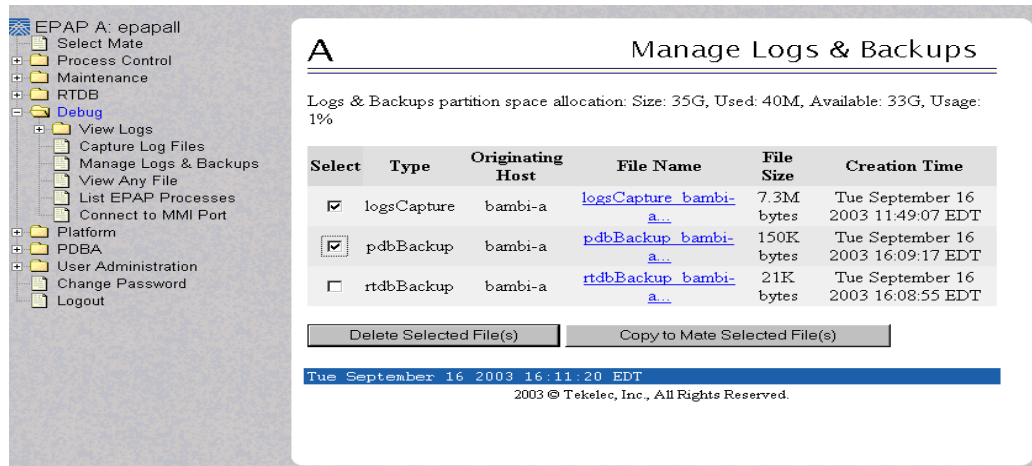 EPAP A: epapall
Select Mate
Process Control
Maintenance
RTDB
Debug
View Logs
Capture Log Files
Manage Logs & Backups
View Any File
List EPAP Processes
Connect to MMI Port
Platform
PDBA
User Administration
Change Password
Logout
A
Manage Logs & Backups
Logs & Backups partition space allocation: Size: 35G, Used: 40M, Available: 33G, Usage:
1%
Select Type Originating Host File Name File Size Creation Time
logsCapture bambi-a logsCapture_bambi-a... 7.3M bytes Tue September 16 2003 11:49:07 EDT
pdbBackup bambi-a pdbBackup_bambi-a... 150K bytes Tue September 16 2003 16:09:17 EDT
rtdbBackup bambi-a rtdbBackup_bambi-a... 21K bytes Tue September 16 2003 16:08:55 EDT
Delete Selected File(s) Copy to Mate Selected File(s)
Tue September 16 2003 16:11:20 EDT
2003 © Tekelec, Inc., All Rights Reserved.